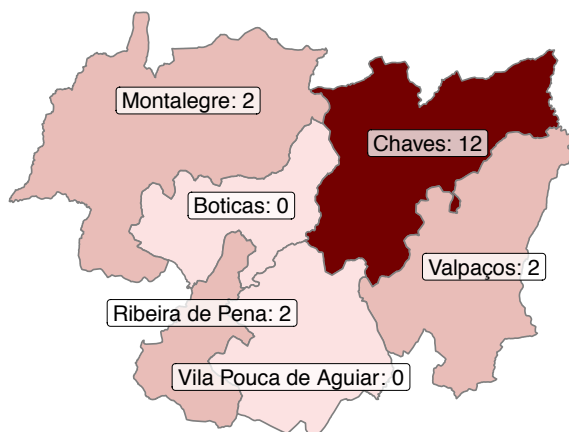 Montalegre: 2
Chaves: 12
Boticas: 0
Valpaços: 2
Ribeira de Pena: 2
Vila Pouca de Aguiar: 0